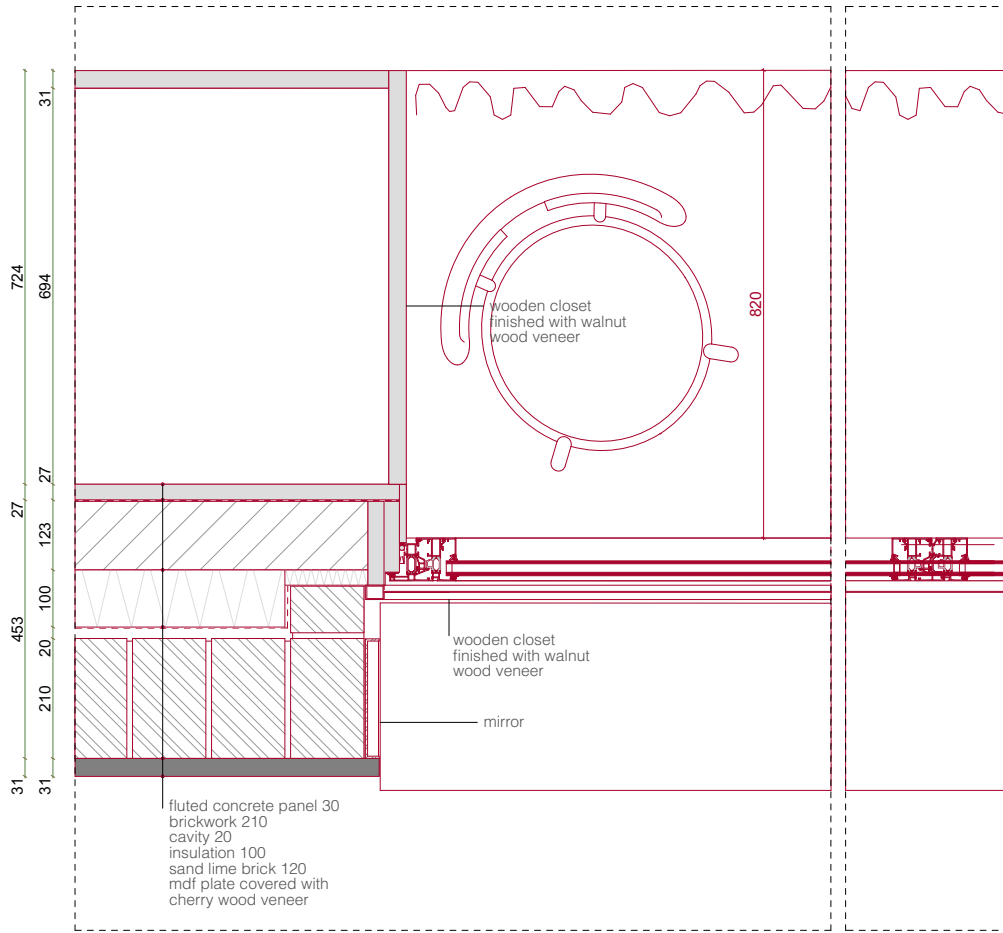 31
724
694
27
27
123
100
453
20
210
31
31
820
wooden closet
finished with walnut
wood veneer
wooden closet
finished with walnut
wood veneer
mirror
fluted concrete panel 30
brickwork 210
cavity 20
insulation 100
sand lime brick 120
mdf plate covered with
cherry wood veneer